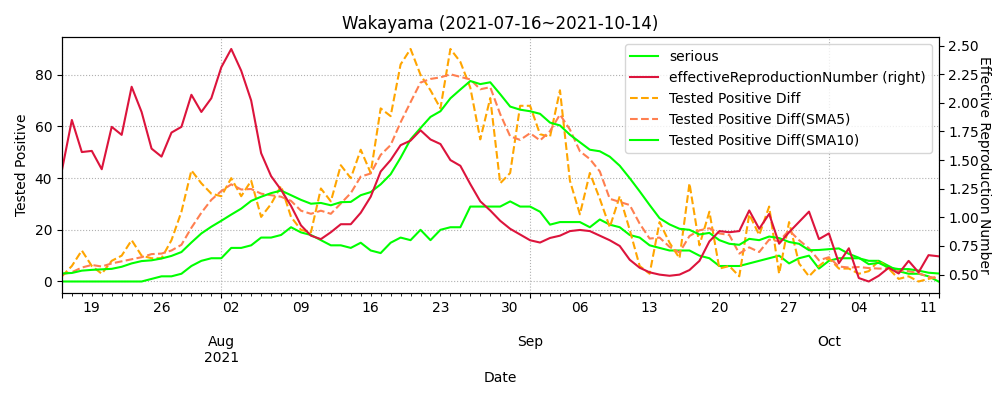 Wakayama (2021-07-16~2021-10-14)
serious
effectiveReproductionNumber (right)
Tested Positive Diff
Tested Positive Diff(SMA5)
Tested Positive Diff(SMA10)
Tested Positive
80
60
40
20
0
2.50
2.25
2.00
1.75
1.50
1.25
1.00
0.75
0.50
Effective Reproduction Number
19 26 02 09 16 23 30 06 13 20 27 04 11
Aug Sep Oct
2021
Date